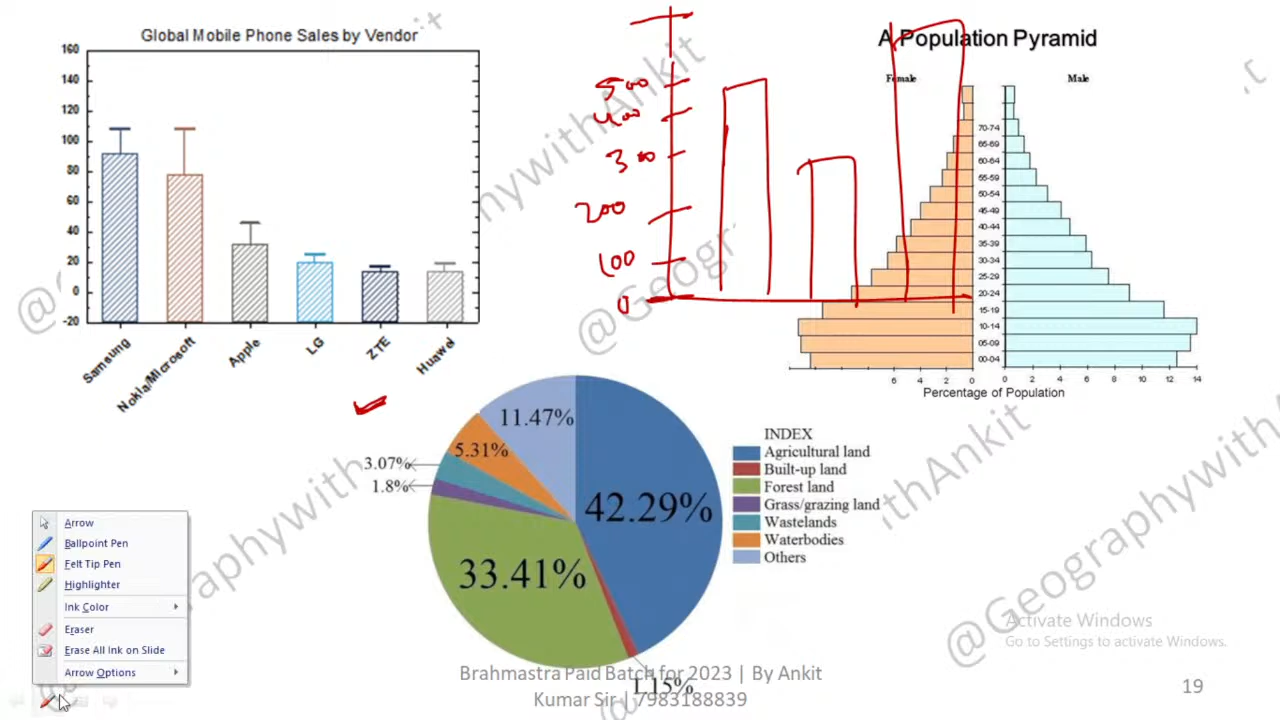 Global Mobile Phone Sales by Vendor
160
140
120
100
80
60
40
20
0
-20
Samsung
Nokia/Microsoft
Apple
LG
ZTE
Huawei
500
400
300
200
100
0
A Population Pyramid
Female
Male
70-74
65-69
60-64
55-59
50-54
45-49
40-44
35-39
30-34
25-29
20-24
15-19
10-14
05-09
00-04
6 4 2 0
0 2 4 6 8 10 12 14
Percentage of Population
11.47%
5.31%
3.07%
1.8%
42.29%
33.41%
1.15%
INDEX
Agricultural land
Built-up land
Forest land
Grass/grazing land
Wastelands
Waterbodies
Others
Arrow
Ballpoint Pen
Felt Tip Pen
Highlighter
Ink Color
Eraser
Erase All Ink on Slide
Arrow Options
@GeographywithAnkit
Activate Windows
Go to Settings to activate Windows.
Brahmastra Paid Batch for 2023 | By Ankit
Kumar Sir | 7983188839
19